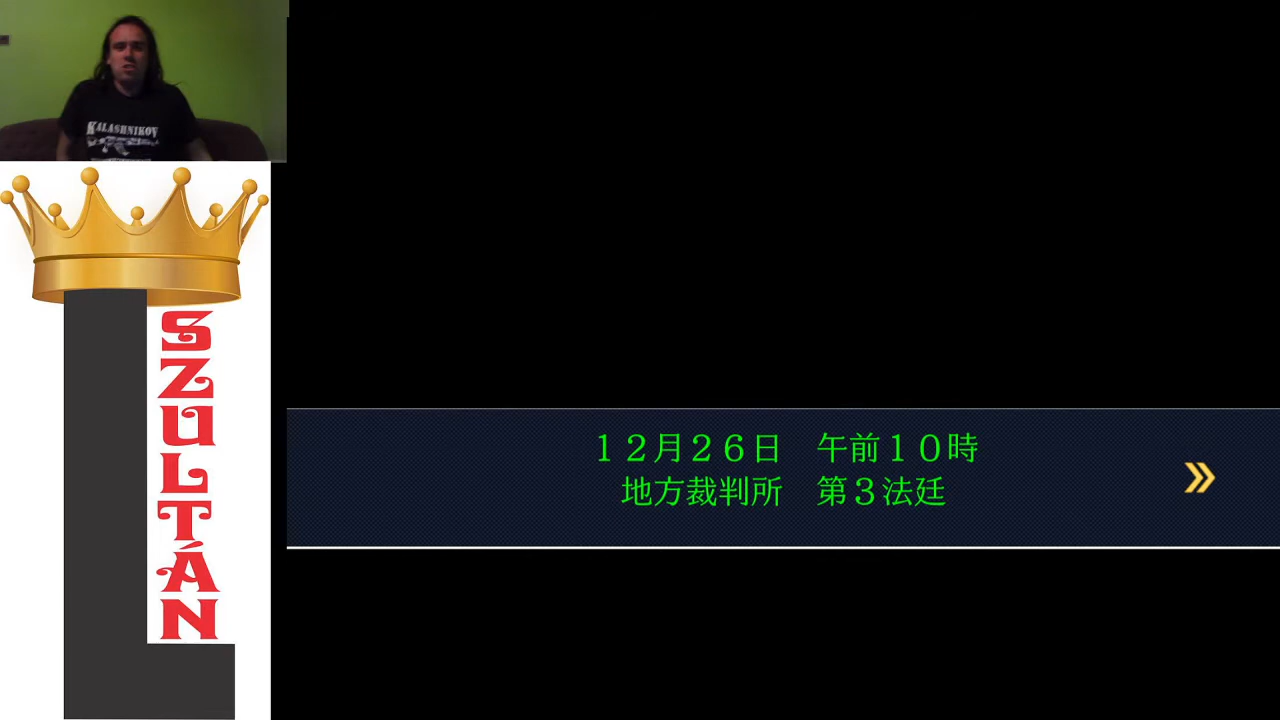 KALASHNIKOV
SZULTÁN
L
12月26日　午前10時
地方裁判所　第3法廷